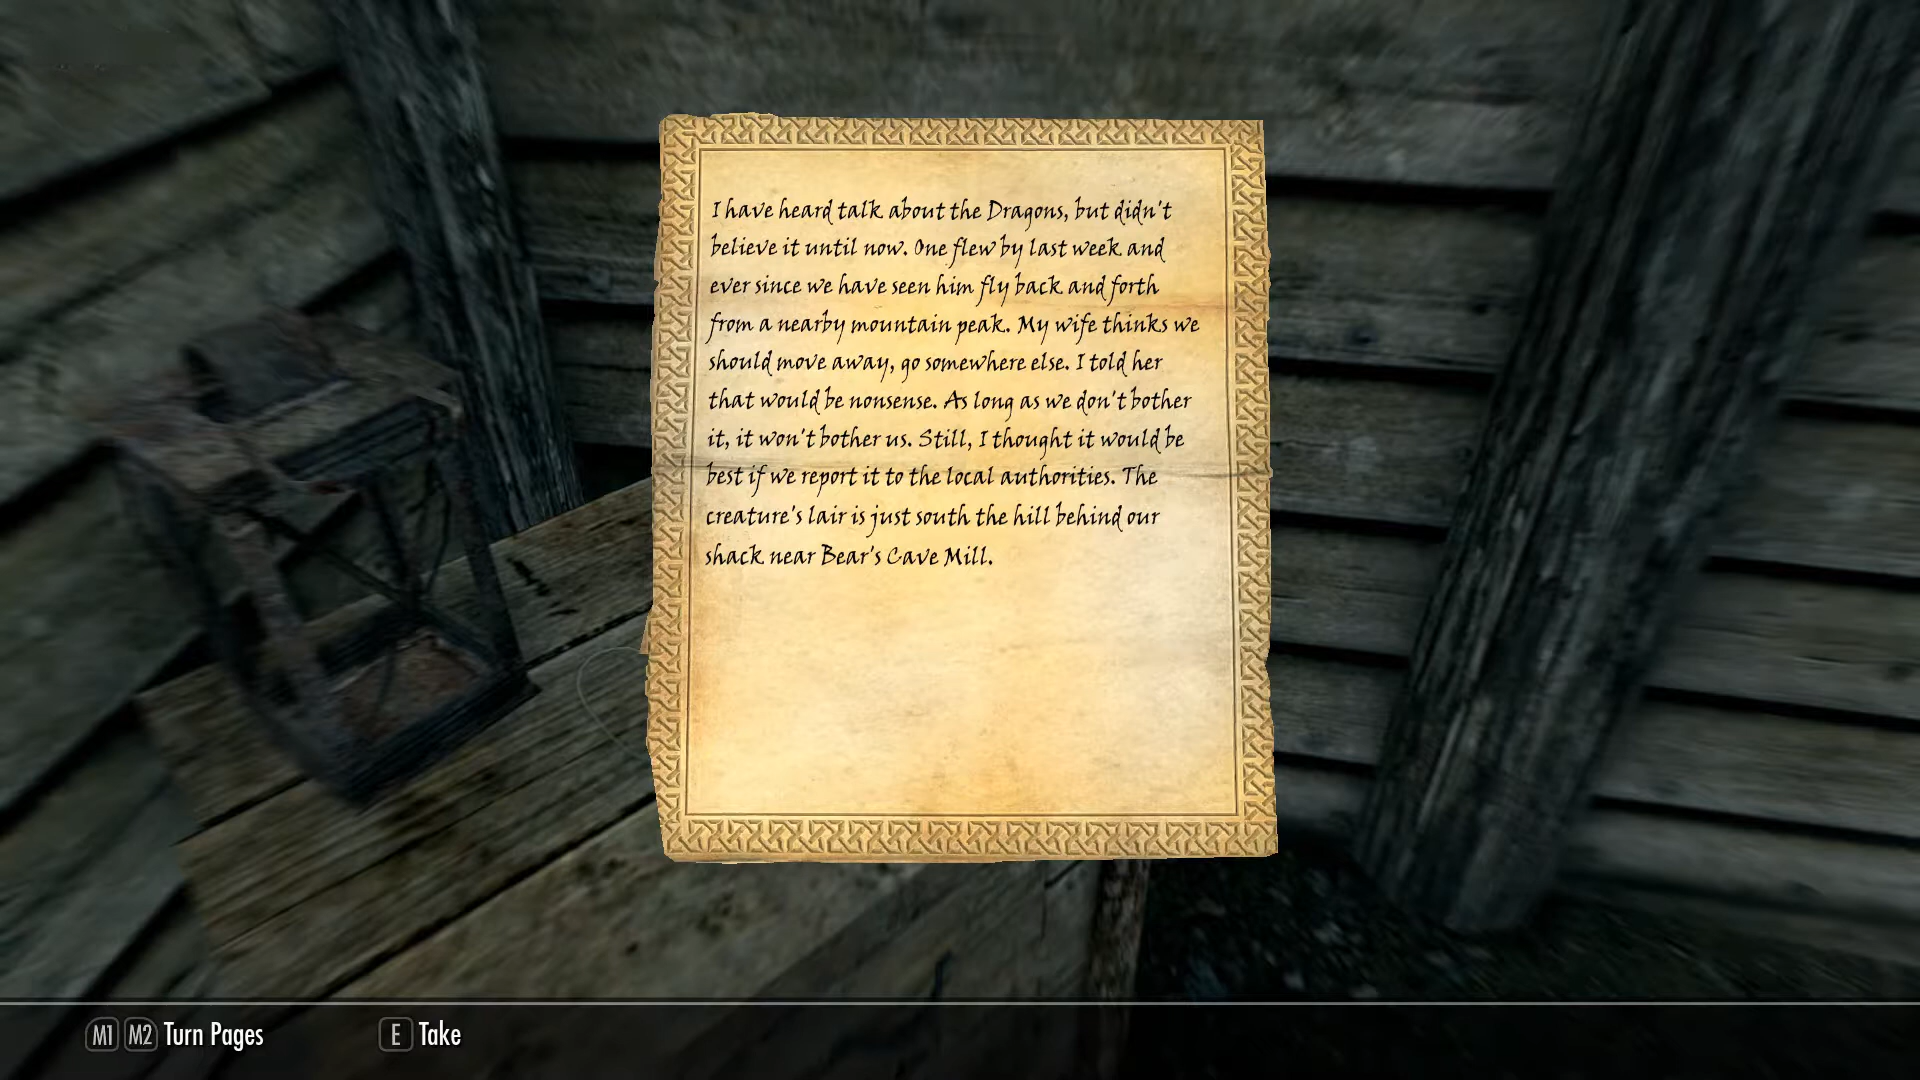 I have heard talk about the Dragons, but didn't
believe it until now. One flew by last week and
ever since we have seen him fly back and forth
from a nearby mountain peak. My wife thinks we
should move away, go somewhere else. I told her
that would be nonsense. As long as we don't bother
it, it won't bother us. Still, I thought it would be
best if we report it to the local authorities. The
creature's lair is just south the hill behind our
shack near Bear's Cave Mill.
M1 M2 Turn Pages E Take